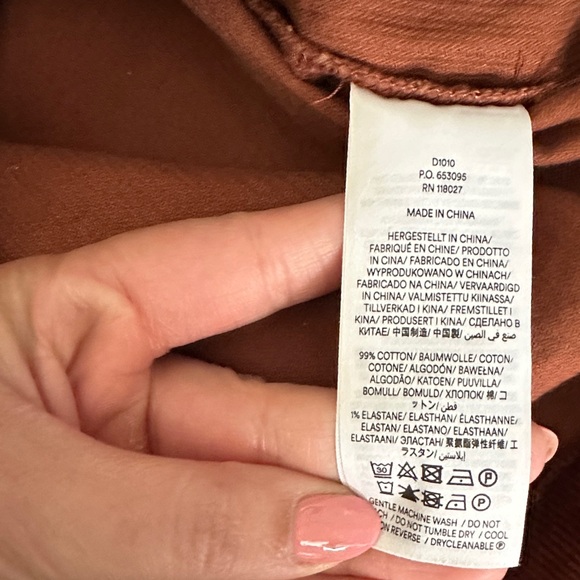 D1010
P.O. 653095
RN 118027
MADE IN CHINA
HERGESTELLT IN CHINA/
FABRIQUÉ EN CHINE/ PRODOTTO
IN CINA/ FABRICADO EN CHINA/
WYPRODUKOWANO W CHINACH/
FABRICADO NA CHINA/ VERVAARDIGD
IN CHINA/ VALMISTETTU KIINASSA/
TILLVERKAD I KINA/ FREMSTILLET I
KINA/ PRODUSERT I KINA/ СДЕЛАНО В
КИТАЕ/ 中国制造/ 中国製/ صنع في الصين/
99% COTTON/ BAUMWOLLE/ COTON/
COTONE/ ALGODÓN/ BAWEŁNA/
ALGODÃO/ KATOEN/ PUUVILLA/
BOMULL/ BOMULD/ ХЛОПОК/ 棉/ コ
ットン/ قطن/
1% ELASTANE/ ELASTHAN/ ÉLASTHANNE/
ELASTAN/ ELASTANO/ ELASTHAAN/
ELASTAANI/ ЭЛАСТАН/ 聚氨酯弹性纤维/ エ
ラスタン/ إيلاستين/
30 P
P
GENTLE MACHINE WASH / DO NOT
/ DO NOT TUMBLE DRY / COOL
ON REVERSE / DRYCLEANABLE Ⓟ